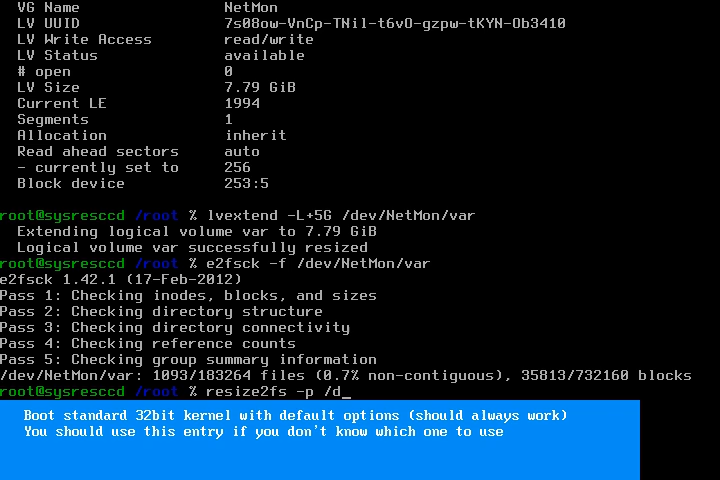 VG Name                NetMon
LV UUID                7s08ow-VnCp-TNil-t6vO-gzpw-tKYN-Ob3410
LV Write Access        read/write
LV Status              available
# open                 0
LV Size                7.79 GiB
Current LE             1994
Segments               1
Allocation             inherit
Read ahead sectors     auto
- currently set to     256
Block device           253:5
root@sysresccd /root % lvextend -L+5G /dev/NetMon/var
Extending logical volume var to 7.79 GiB
Logical volume var successfully resized
root@sysresccd /root % e2fsck -f /dev/NetMon/var
e2fsck 1.42.1 (17-Feb-2012)
Pass 1: Checking inodes, blocks, and sizes
Pass 2: Checking directory structure
Pass 3: Checking directory connectivity
Pass 4: Checking reference counts
Pass 5: Checking group summary information
/dev/NetMon/var: 1093/183264 files (0.7% non-contiguous), 35813/732160 blocks
root@sysresccd /root % resize2fs -p /d_
Boot standard 32bit kernel with default options (should always work)
You should use this entry if you don't know which one to use